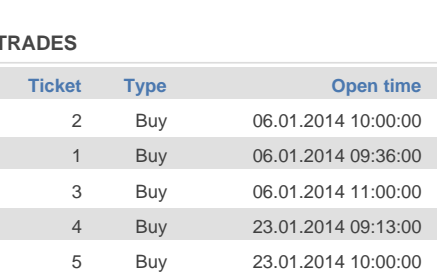 TRADES
Ticket Type Open time
2 Buy 06.01.2014 10:00:00
1 Buy 06.01.2014 09:36:00
3 Buy 06.01.2014 11:00:00
4 Buy 23.01.2014 09:13:00
5 Buy 23.01.2014 10:00:00